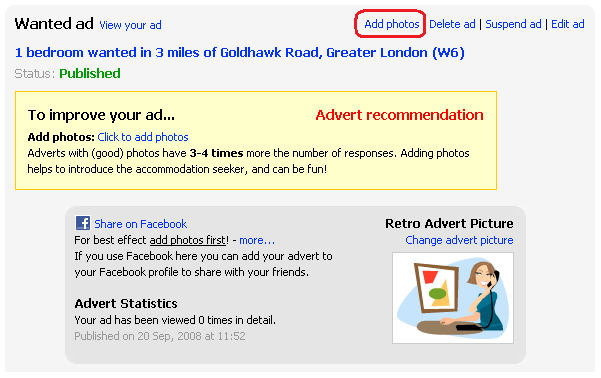 Wanted ad View your ad Add photos Delete ad | Suspend ad | Edit ad
1 bedroom wanted in 3 miles of Goldhawk Road, Greater London (W6)
Status: Published
To improve your ad... Advert recommendation
Add photos: Click to add photos
Adverts with (good) photos have 3-4 times more the number of responses. Adding photos
helps to introduce the accommodation seeker, and can be fun!
Share on Facebook
For best effect add photos first! - more...
If you use Facebook here you can add your advert to
your Facebook profile to share with your friends.
Advert Statistics
Your ad has been viewed 0 times in detail.
Published on 20 Sep, 2008 at 11:52
Retro Advert Picture
Change advert picture